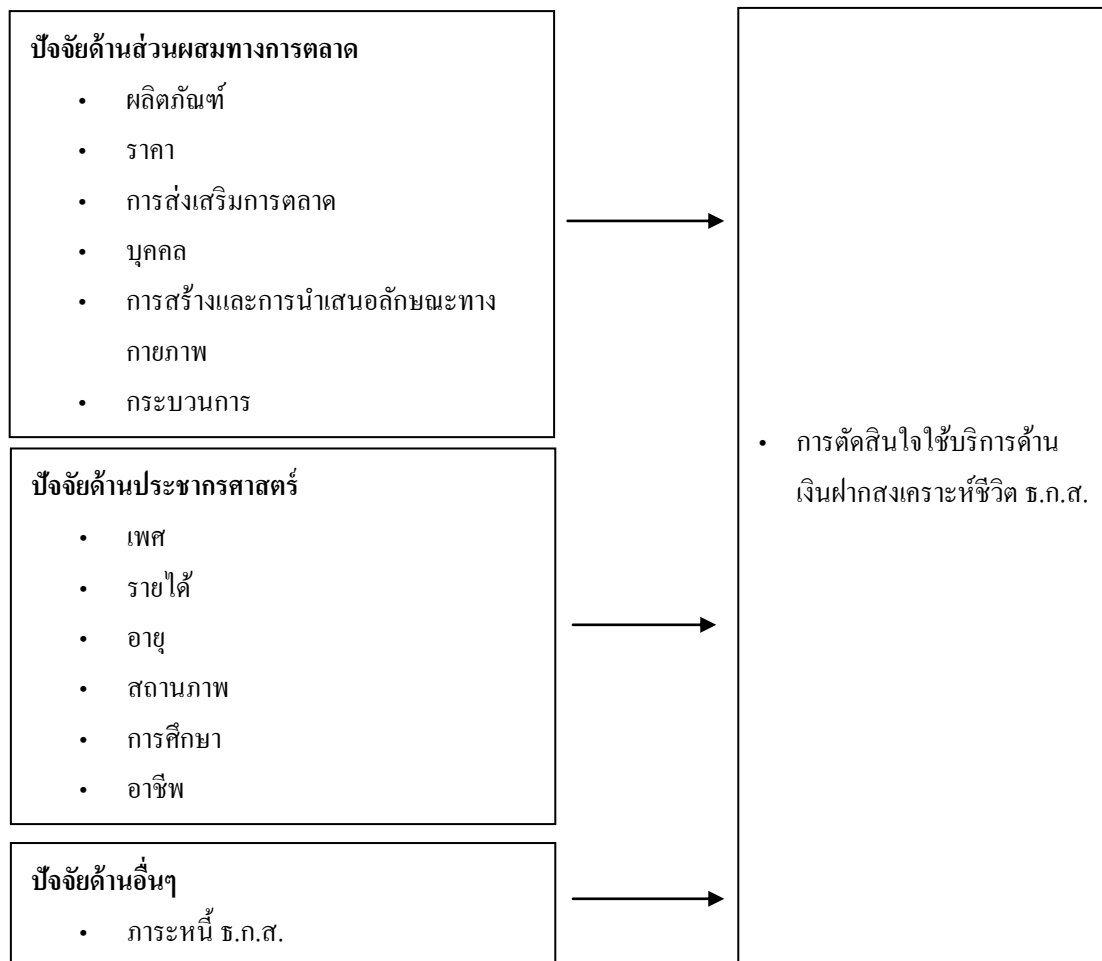 ปัจจัยด้านส่วนผสมทางการตลาด
• ผลิตภัณฑ์
• ราคา
• การส่งเสริมการตลาด
• บุคคล
• การสร้างและการนำเสนอลักษณะทาง
กายภาพ
• กระบวนการ
ปัจจัยด้านประชากรศาสตร์
• เพศ
• รายได้
• อายุ
• สถานภาพ
• การศึกษา
• อาชีพ
ปัจจัยด้านอื่นๆ
• ภาระหนี้ ธ.ก.ส.
• การตัดสินใจใช้บริการด้าน
เงินฝากสงเคราะห์ชีวิต ธ.ก.ส.